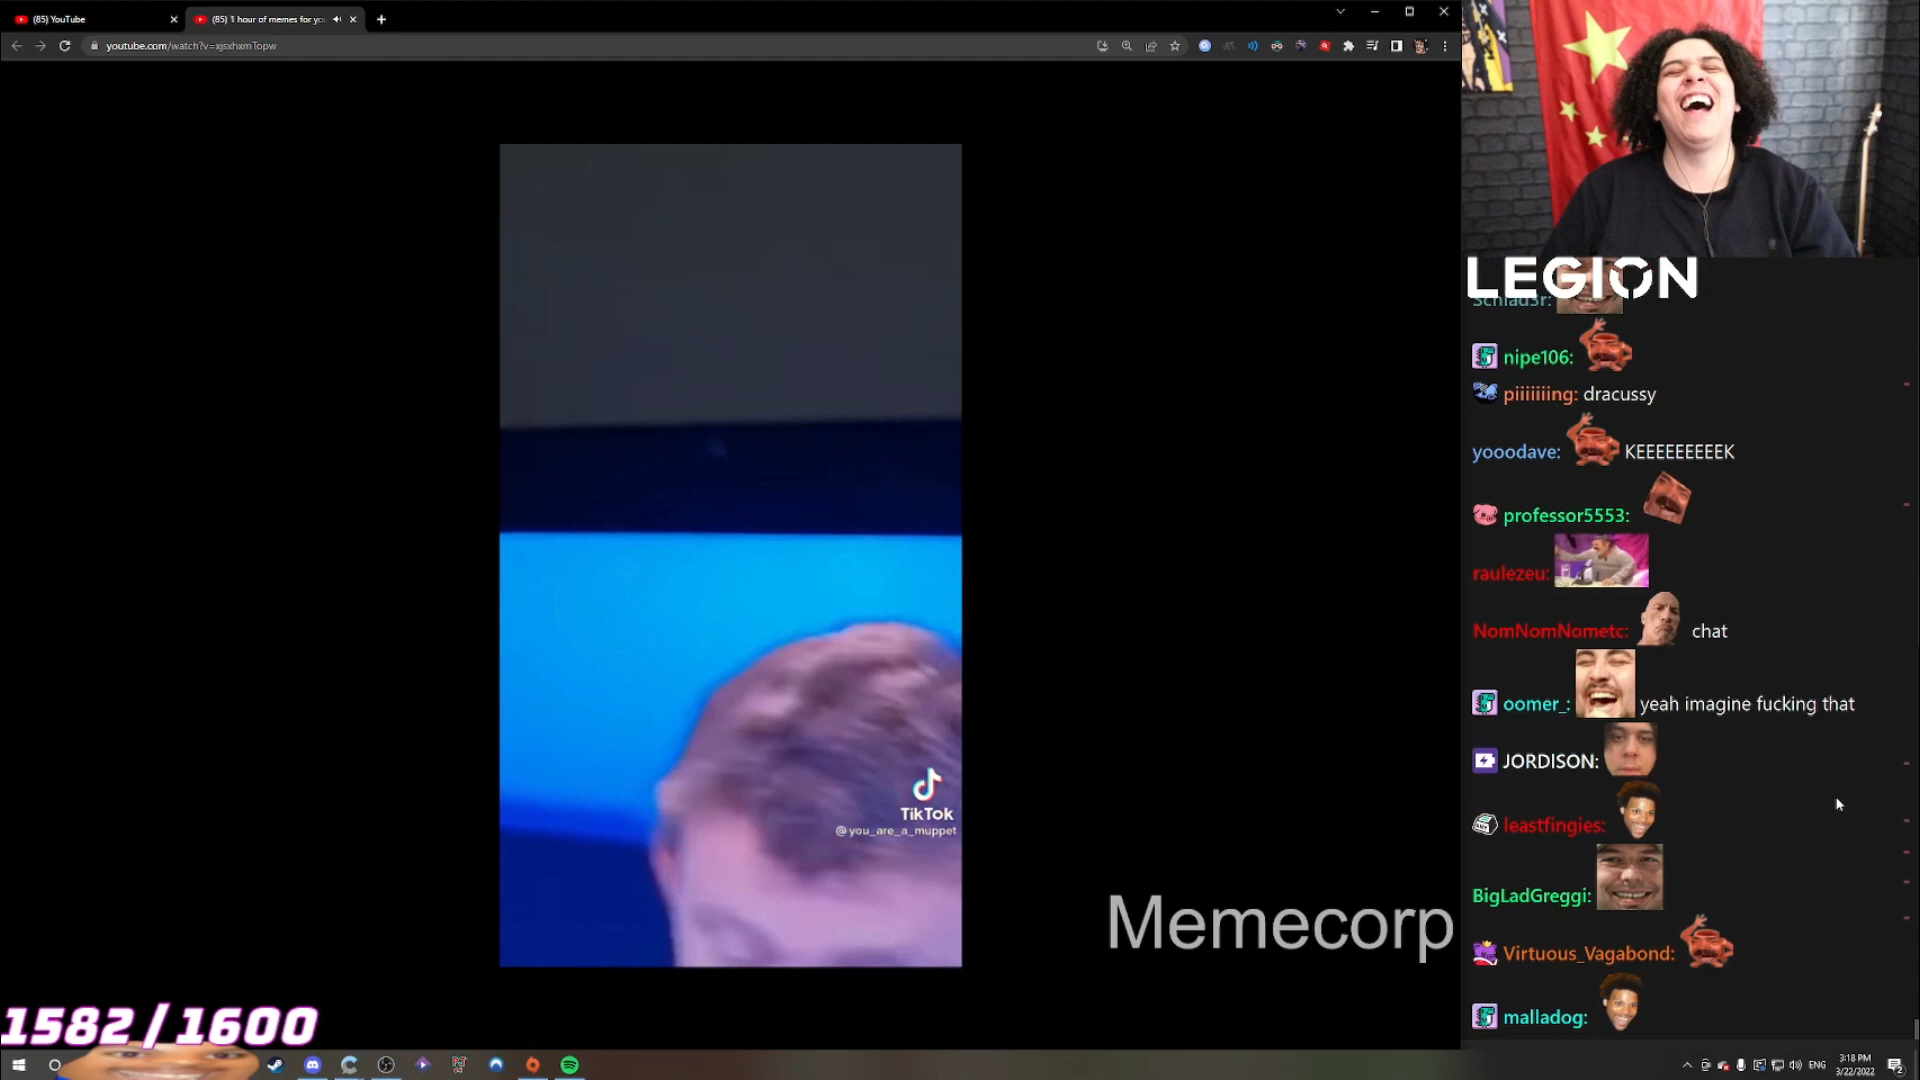 (85) YouTube
(85) 1 hour of memes for yo
youtube.com/watch?v=xjsxhxmTopw
LEGION
Schlad3r:
nipe106:
piiiiiiing: dracussy
yooodave: KEEEEEEEEEK
professor5553:
raulezeu:
NomNomNometc: chat
oomer_: yeah imagine fucking that
JORDISON:
leastfingies:
BigLadGreggi:
Virtuous_Vagabond:
malladog:
TikTok
@you_are_a_muppet
Memecorp
1582/1600
ENG
3:18 PM
3/22/2022